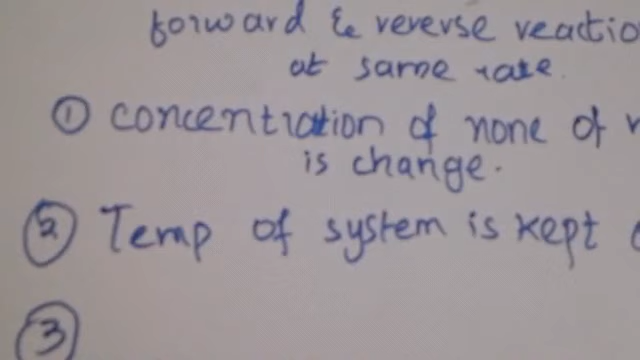 forward & reverse reactio
at same rate.
① concentration of none of
is change.
② Temp of system is kept
③